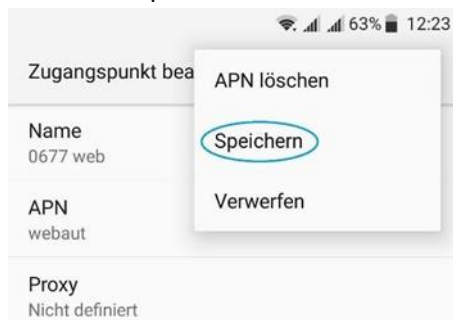 63% 12:23
Zugangspunkt bea
APN löschen
Name
0677 web
Speichern
APN
webaut
Verwerfen
Proxy
Nicht definiert